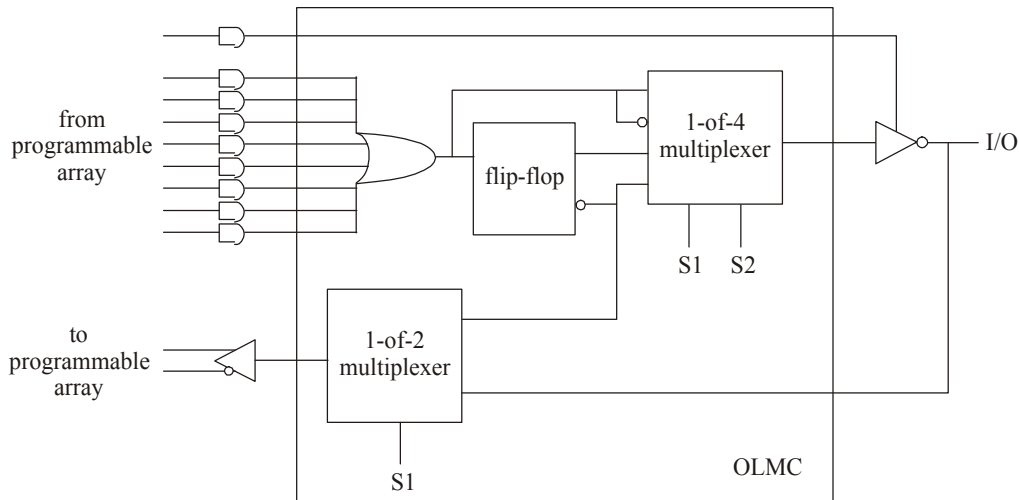 from
programmable
array
1-of-4
multiplexer
flip-flop
I/O
S1 S2
to
programmable
array
1-of-2
multiplexer
S1
OLMC